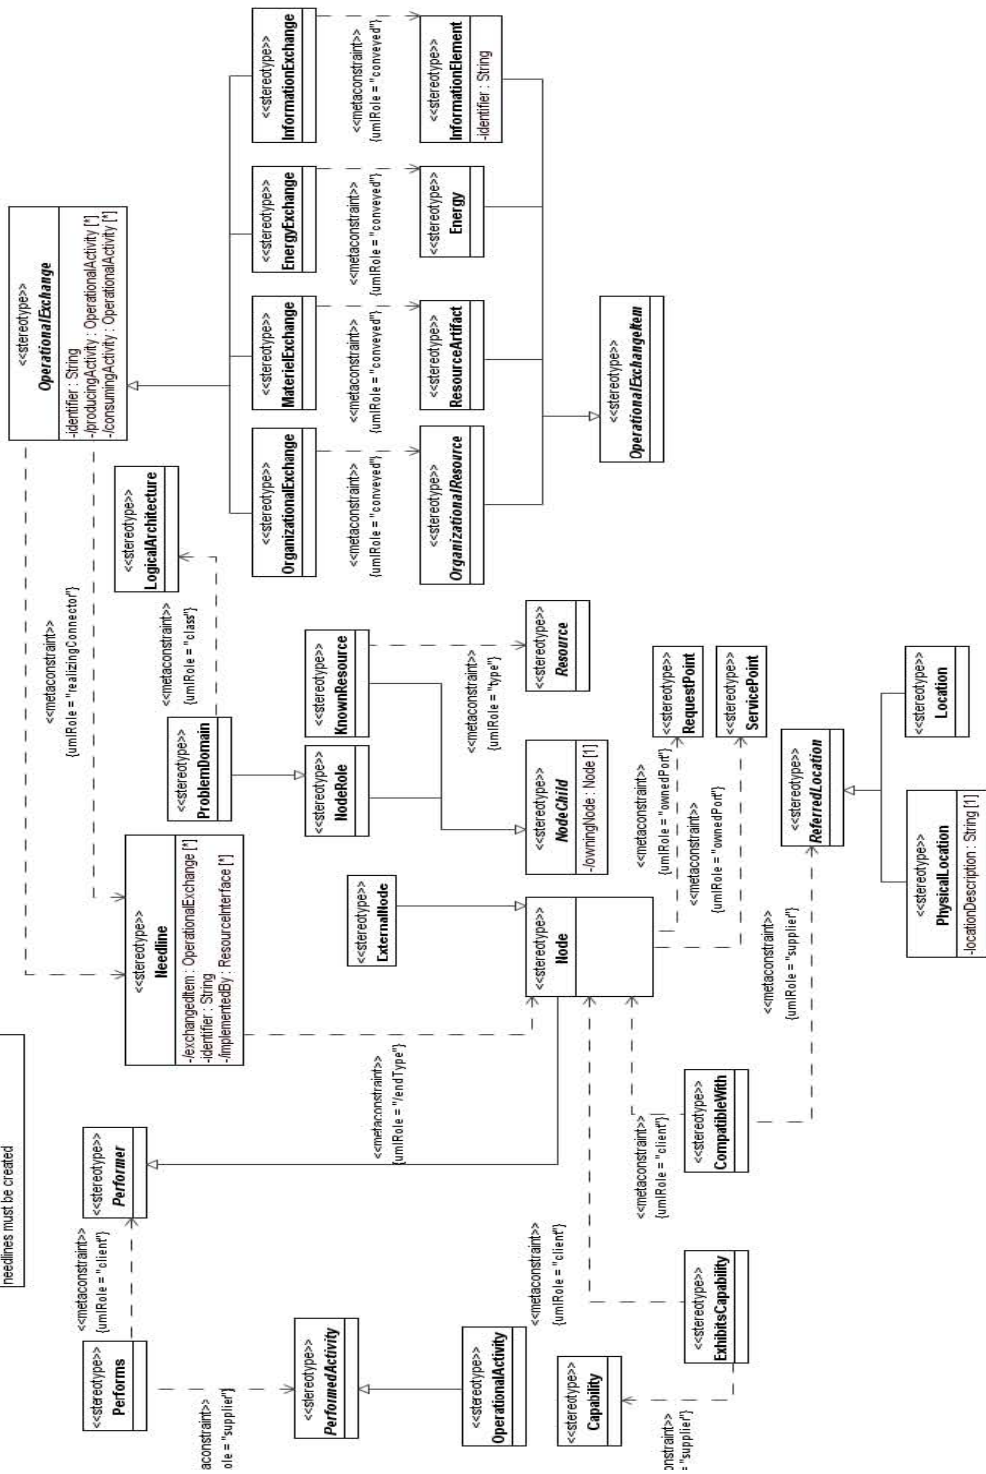 needlines must be created
<<stereotype>>
Performs
<<metaconstraint>>
{umlRole = "client"}
<<stereotype>>
Performer
aconstraint>>
ole = "supplier"}
<<stereotype>>
PerformedActivity
<<stereotype>>
OperationalActivity
<<stereotype>>
Capability
onstraint>>
= "supplier"}
<<stereotype>>
ExhibitsCapability
<<metaconstraint>>
{umlRole = "client"}
<<metaconstraint>>
{umlRole = "client"}
<<stereotype>>
CompatibleWith
<<metaconstraint>>
{umlRole = "/endType"}
<<stereotype>>
Needline
-/exchangedItem : OperationalExchange [*]
-identifier : String
-/implementedBy : ResourceInterface [*]
<<stereotype>>
ExternalNode
<<stereotype>>
Node
<<metaconstraint>>
{umlRole = "supplier"}
<<stereotype>>
ProblemDomain
<<metaconstraint>>
{umlRole = "class"}
<<stereotype>>
LogicalArchitecture
<<metaconstraint>>
{umlRole = "realizingConnector"}
<<stereotype>>
NodeRole
<<stereotype>>
KnownResource
<<metaconstraint>>
{umlRole = "type"}
<<stereotype>>
NodeChild
-/owningNode : Node [1]
<<stereotype>>
Resource
<<metaconstraint>>
{umlRole = "ownedPort"}
<<metaconstraint>>
{umlRole = "ownedPort"}
<<stereotype>>
RequestPoint
<<stereotype>>
ServicePoint
<<stereotype>>
ReferredLocation
<<stereotype>>
PhysicalLocation
-locationDescription : String [1]
<<stereotype>>
Location
<<stereotype>>
OperationalExchange
-identifier : String
-/producingActivity : OperationalActivity [*]
-/consumingActivity : OperationalActivity [*]
<<stereotype>>
OrganizationalExchange
<<stereotype>>
MaterielExchange
<<stereotype>>
EnergyExchange
<<stereotype>>
InformationExchange
<<metaconstraint>>
{umlRole = "conveyed"}
<<metaconstraint>>
{umlRole = "conveyed"}
<<metaconstraint>>
{umlRole = "conveyed"}
<<metaconstraint>>
{umlRole = "conveyed"}
<<stereotype>>
OrganizationalResource
<<stereotype>>
ResourceArtifact
<<stereotype>>
Energy
<<stereotype>>
InformationElement
-identifier : String
<<stereotype>>
OperationalExchangeItem